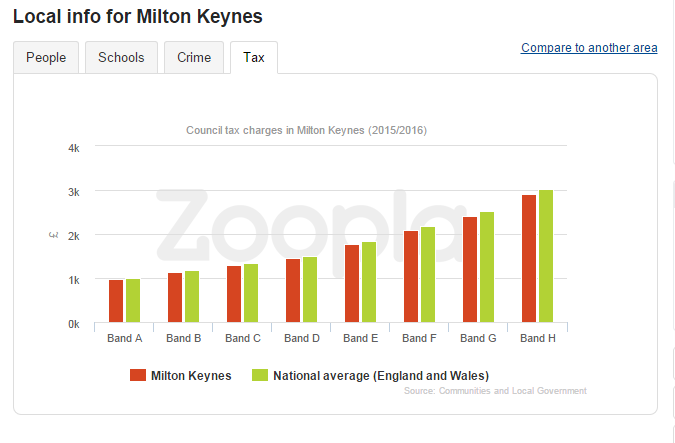 Local info for Milton Keynes
People Schools Crime Tax
Compare to another area
Council tax charges in Milton Keynes (2015/2016)
4k
3k
2k
1k
0k
£
Zoopla
Band A Band B Band C Band D Band E Band F Band G Band H
Milton Keynes National average (England and Wales)
Source: Communities and Local Government